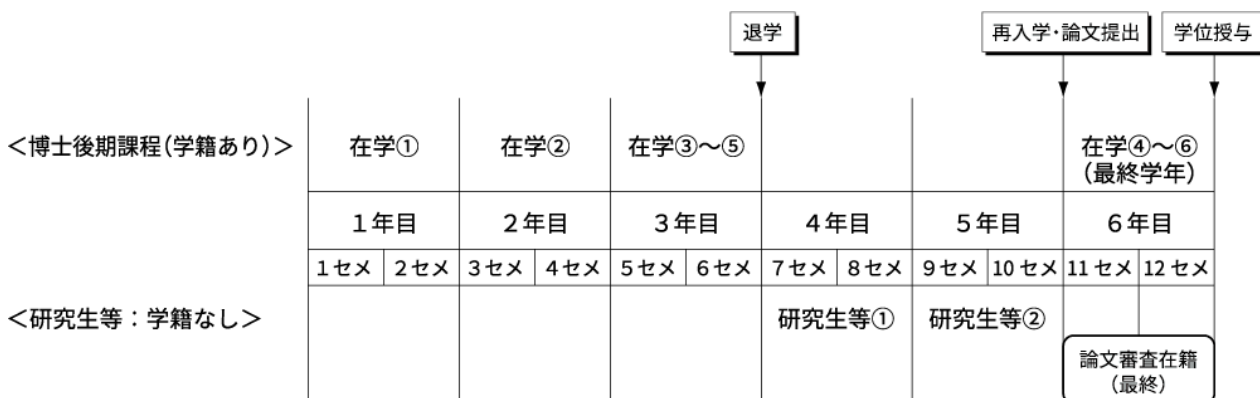 退学
再入学・論文提出
学位授与
＜博士後期課程（学籍あり）＞
在学①
在学②
在学③～⑤
在学④～⑥
（最終学年）
１年目
２年目
３年目
４年目
５年目
６年目
１セメ
２セメ
３セメ
４セメ
５セメ
６セメ
７セメ
８セメ
９セメ
10 セメ
11 セメ
12 セメ
＜研究生等：学籍なし＞
研究生等①
研究生等②
論文審査在籍
（最終）